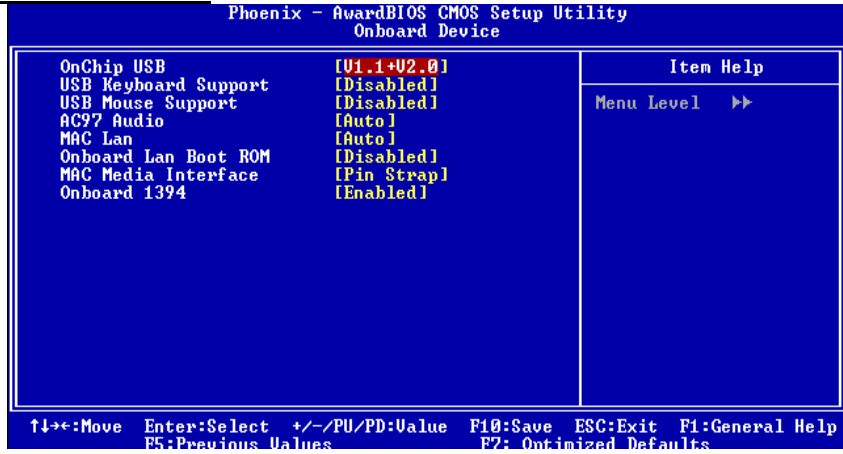 Phoenix - AwardBIOS CMOS Setup Utility
Onboard Device
OnChip USB [V1.1+V2.0]
USB Keyboard Support [Disabled]
USB Mouse Support [Disabled]
AC97 Audio [Auto]
MAC Lan [Auto]
Onboard Lan Boot ROM [Disabled]
MAC Media Interface [Pin Strap]
Onboard 1394 [Enabled]
Item Help
Menu Level ▸▸
↑↓→←:Move Enter:Select +/-/PU/PD:Value F10:Save ESC:Exit F1:General Help
F5:Previous Values F7: Optimized Defaults